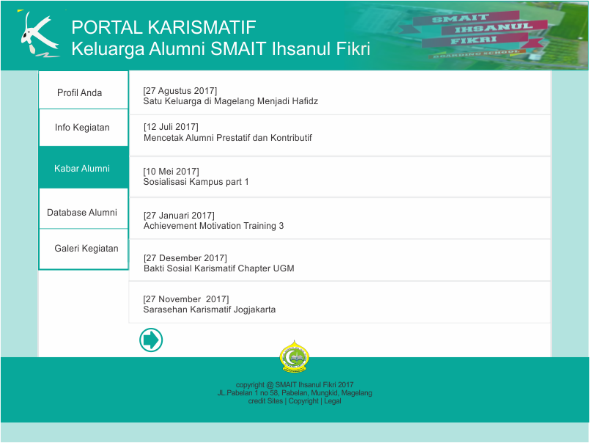 PORTAL KARISMATIF
Keluarga Alumni SMAIT Ihsanul Fikri
SMAIT
IHSANUL
FIKRI
BOARDING SCHOOL
Profil Anda
Info Kegiatan
Kabar Alumni
Database Alumni
Galeri Kegiatan
[27 Agustus 2017]
Satu Keluarga di Magelang Menjadi Hafidz
[12 Juli 2017]
Mencetak Alumni Prestatif dan Kontributif
[10 Mei 2017]
Sosialisasi Kampus part 1
[27 Januari 2017]
Achievement Motivation Training 3
[27 Desember 2017]
Bakti Sosial Karismatif Chapter UGM
[27 November 2017]
Sarasehan Karismatif Jogjakarta
copyright @ SMAIT Ihsanul Fikri 2017
JL Pabelan 1 no 58, Pabelan, Mungkid, Magelang
credit Sites | Copyright | Legal